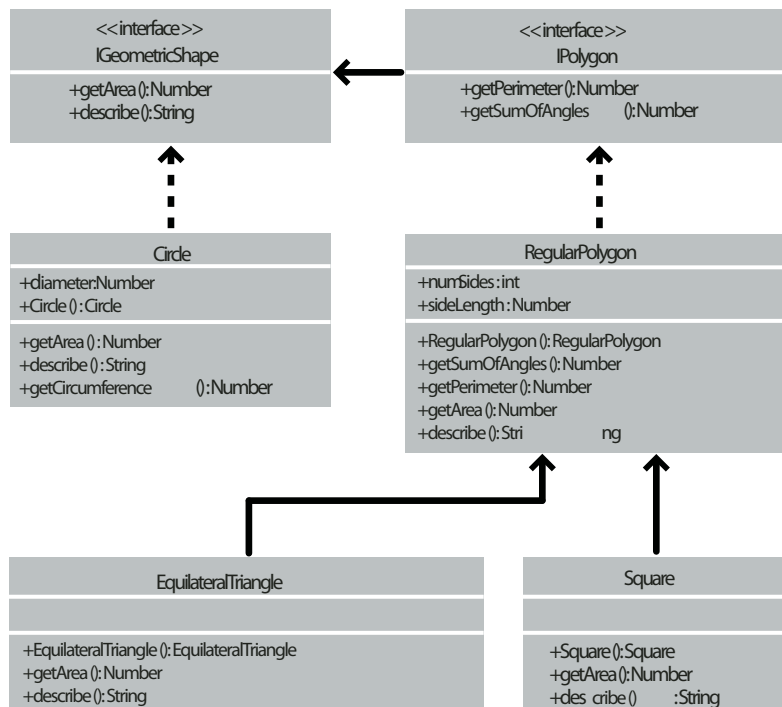 <<interface>>
IGeometricShape
+getArea():Number
+describe():String
<<interface>>
IPolygon
+getPerimeter():Number
+getSumOfAngles ():Number
Circle
+diameter:Number
+Circle():Circle
+getArea():Number
+describe():String
+getCircumference ():Number
RegularPolygon
+numSides:int
+sideLength:Number
+RegularPolygon():RegularPolygon
+getSumOfAngles():Number
+getPerimeter():Number
+getArea():Number
+describe():Stri ng
EquilateralTriangle
+EquilateralTriangle():EquilateralTriangle
+getArea():Number
+describe():String
Square
+Square():Square
+getArea():Number
+des cribe() :String